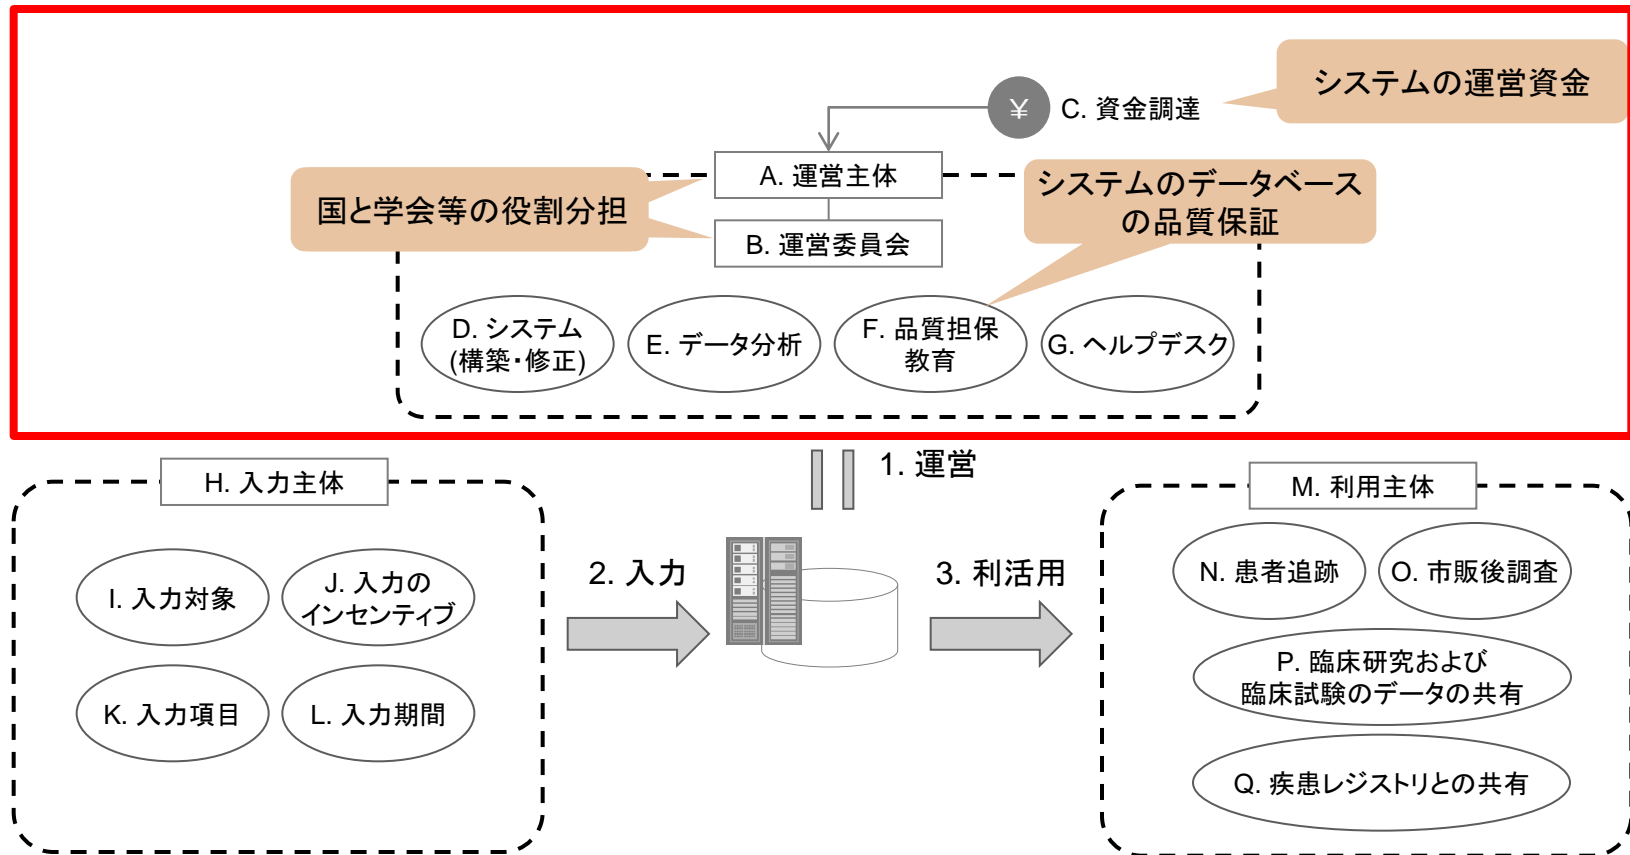 システムの運営資金
¥
C. 資金調達
A. 運営主体
国と学会等の役割分担
システムのデータベース
の品質保証
B. 運営委員会
D. システム
(構築・修正)
E. データ分析
F. 品質担保
教育
G. ヘルプデスク
1. 運営
H. 入力主体
I. 入力対象
J. 入力の
インセンティブ
K. 入力項目
L. 入力期間
2. 入力
3. 利活用
M. 利用主体
N. 患者追跡
O. 市販後調査
P. 臨床研究および
臨床試験のデータの共有
Q. 疾患レジストリとの共有